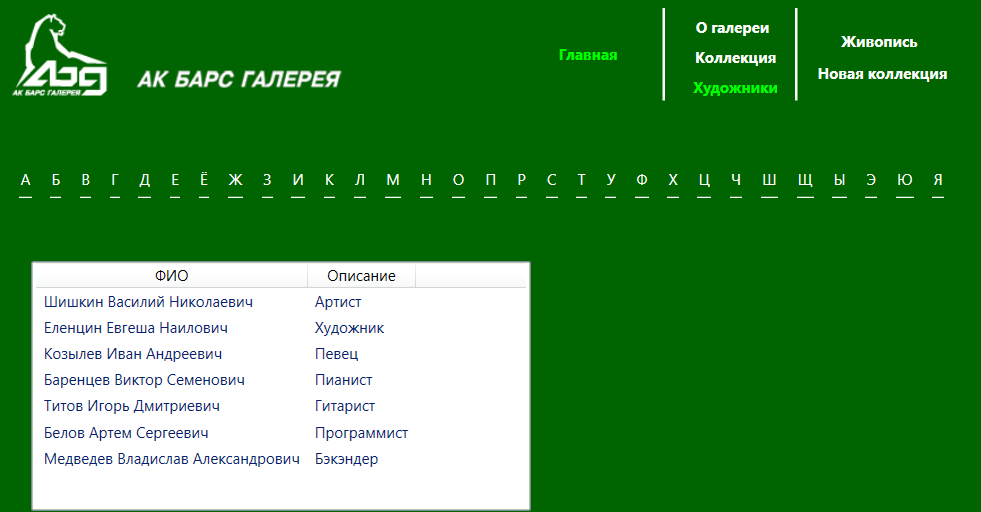 АК БАРС ГАЛЕРЕЯ
АК БАРС ГАЛЕРЕЯ
Главная
О галереи
Коллекция
Художники
Живопись
Новая коллекция
А Б В Г Д Е Ё Ж З И К Л М Н О П Р С Т У Ф Х Ц Ч Ш Щ Ы Э Ю Я
ФИО Описание
Шишкин Василий Николаевич Артист
Еленцин Евгеша Наилович Художник
Козылев Иван Андреевич Певец
Баренцев Виктор Семенович Пианист
Титов Игорь Дмитриевич Гитарист
Белов Артем Сергеевич Программист
Медведев Владислав Александрович Бэкэндер